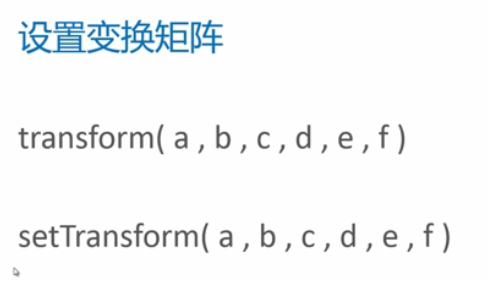 设置变换矩阵
transform( a , b , c , d , e , f )
setTransform( a , b , c , d , e , f )